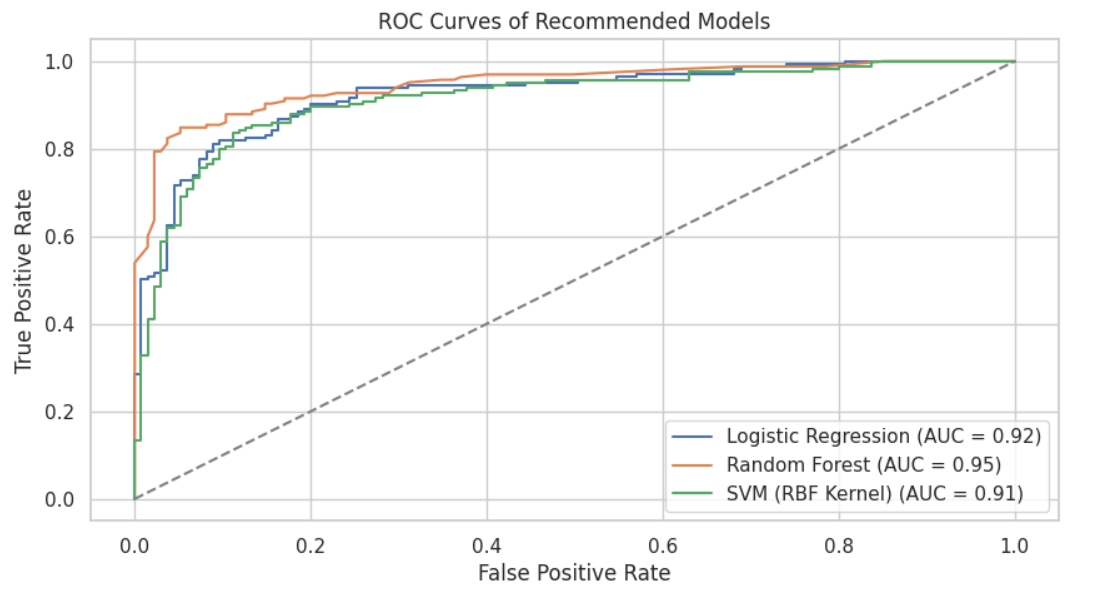 ROC Curves of Recommended Models
True Positive Rate
1.0
0.8
0.6
0.4
0.2
0.0
Logistic Regression (AUC = 0.92)
Random Forest (AUC = 0.95)
SVM (RBF Kernel) (AUC = 0.91)
0.0 0.2 0.4 0.6 0.8 1.0
False Positive Rate